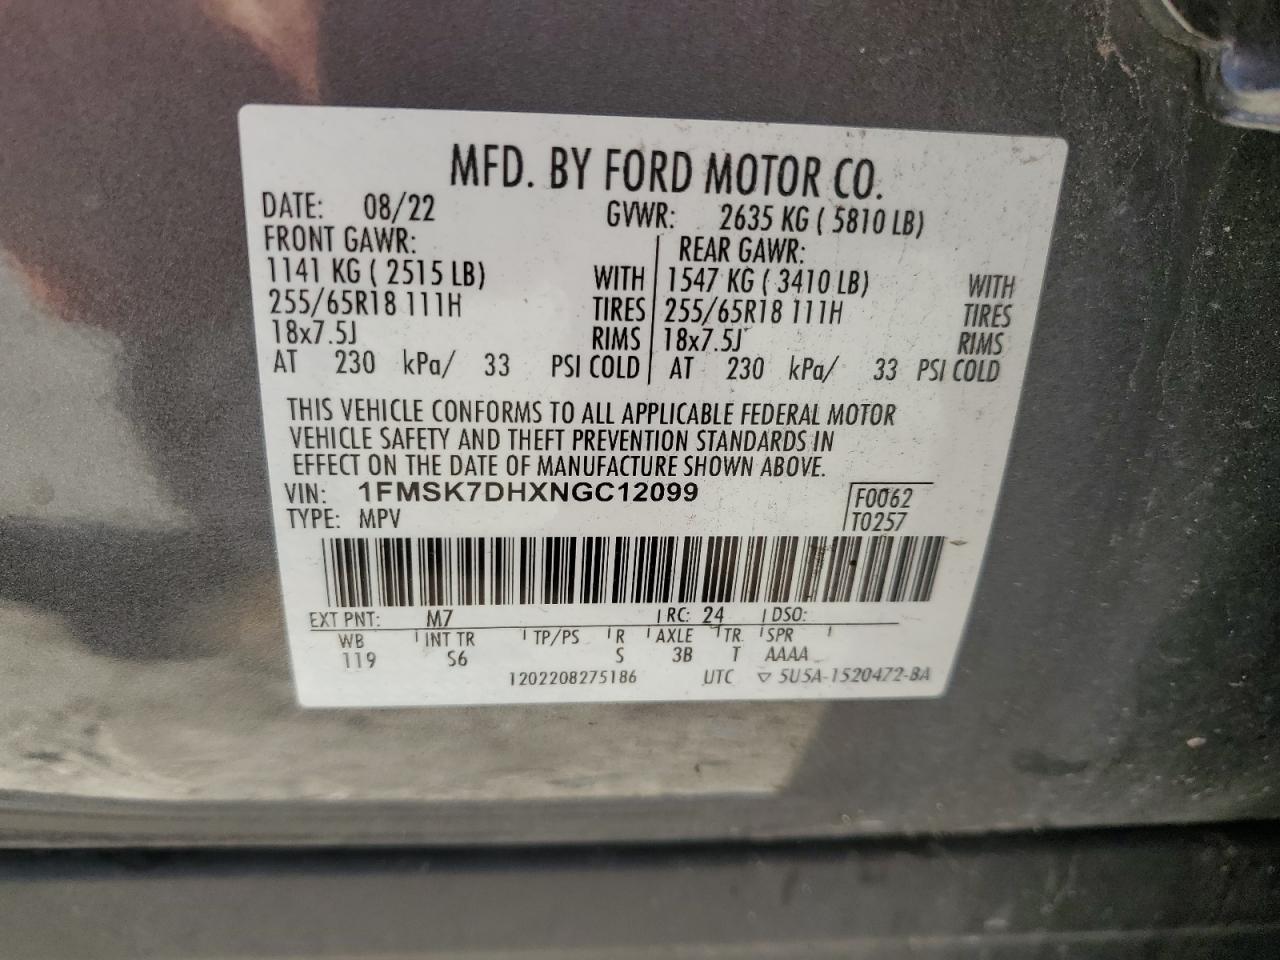 MFD. BY FORD MOTOR CO.
DATE: 08/22 GVWR: 2635 KG ( 5810 LB)
FRONT GAWR: REAR GAWR:
1141 KG ( 2515 LB) WITH 1547 KG ( 3410 LB) WITH
255/65R18 111H TIRES 255/65R18 111H TIRES
18x7.5J RIMS 18x7.5J RIMS
AT 230 kPa/ 33 PSI COLD AT 230 kPa/ 33 PSI COLD
THIS VEHICLE CONFORMS TO ALL APPLICABLE FEDERAL MOTOR
VEHICLE SAFETY AND THEFT PREVENTION STANDARDS IN
EFFECT ON THE DATE OF MANUFACTURE SHOWN ABOVE.
VIN: 1FMSK7DHXNGC12099 F0062
TYPE: MPV T0257
EXT PNT: M7 RC: 24 DSO:
WB INT TR TP/PS R AXLE TR SPR
119 S6 S 3B T AAAA
1202208275186 UTC ▽ 5U5A-1520472-BA